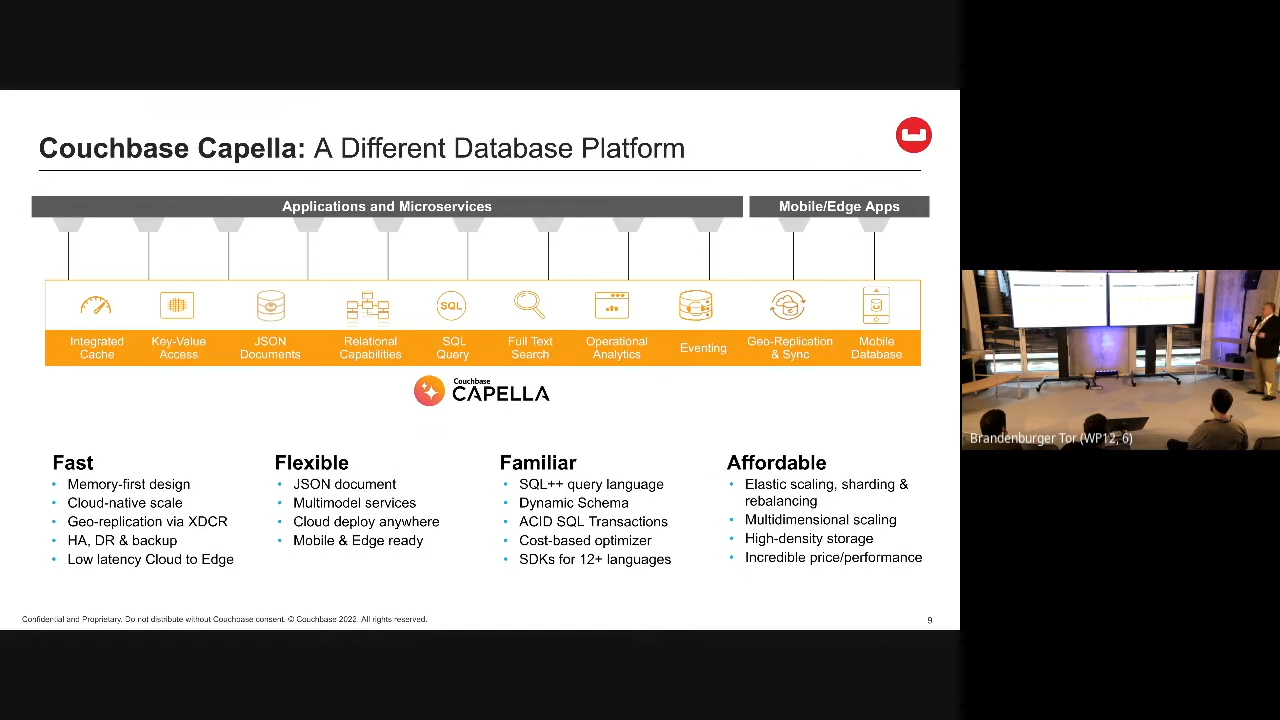 Couchbase Capella: A Different Database Platform
Applications and Microservices
Mobile/Edge Apps
SQL
Integrated
Cache
Key-Value
Access
JSON
Documents
Relational
Capabilities
SQL
Query
Full Text
Search
Operational
Analytics
Eventing
Geo-Replication
& Sync
Mobile
Database
Couchbase
CAPELLA
Fast
• Memory-first design
• Cloud-native scale
• Geo-replication via XDCR
• HA, DR & backup
• Low latency Cloud to Edge
Flexible
• JSON document
• Multimodel services
• Cloud deploy anywhere
• Mobile & Edge ready
Familiar
• SQL++ query language
• Dynamic Schema
• ACID SQL Transactions
• Cost-based optimizer
• SDKs for 12+ languages
Affordable
• Elastic scaling, sharding &
rebalancing
• Multidimensional scaling
• High-density storage
• Incredible price/performance
Confidential and Proprietary. Do not distribute without Couchbase consent. © Couchbase 2022. All rights reserved.
9
Brandenburger Tor (WP12, 6)